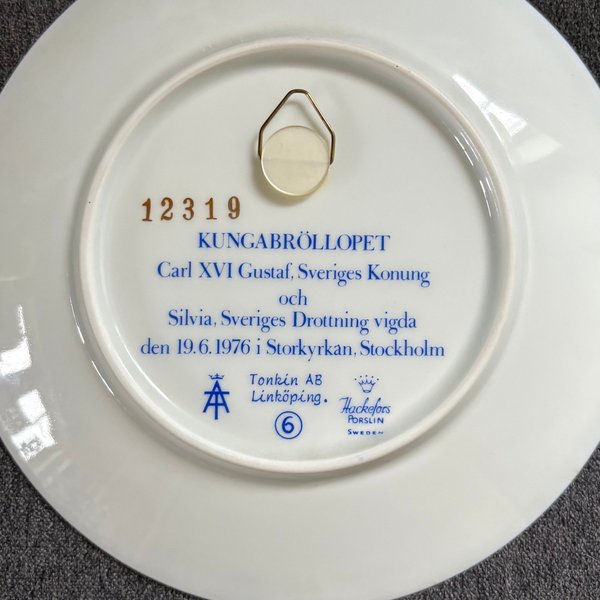 12319
KUNGABRÖLLOPET
Carl XVI Gustaf, Sveriges Konung
och
Silvia, Sveriges Drottning vigda
den 19.6.1976 i Storkyrkan, Stockholm
Tonkin AB
Linköping.
6
Hackefors
PORSLIN
SWEDEN